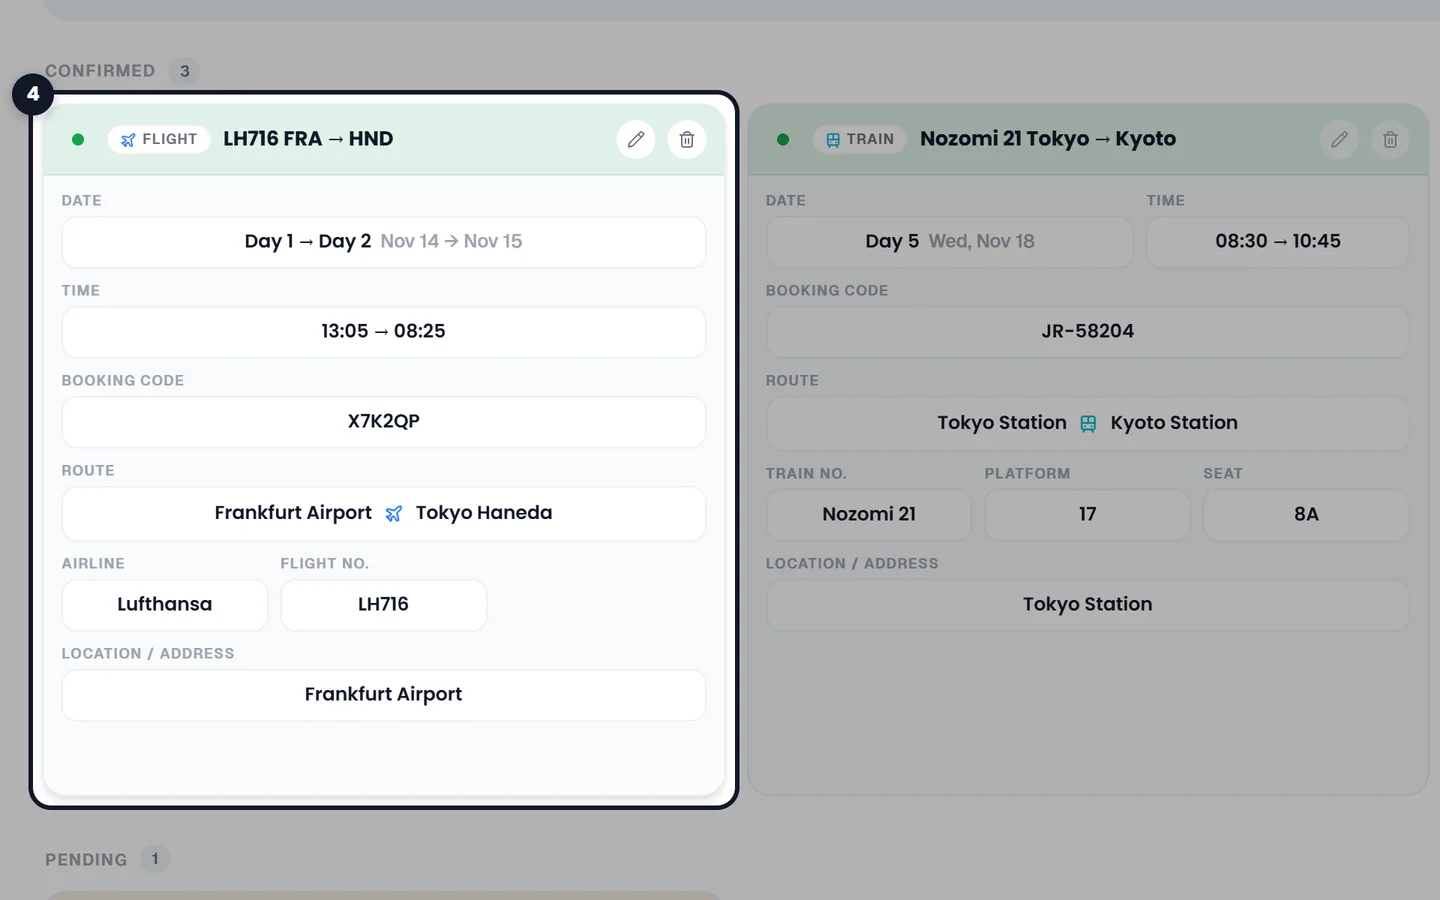 CONFIRMED 3
4
FLIGHT LH716 FRA → HND
DATE
Day 1 → Day 2 Nov 14 → Nov 15
TIME
13:05 → 08:25
BOOKING CODE
X7K2QP
ROUTE
Frankfurt Airport Tokyo Haneda
AIRLINE FLIGHT NO.
Lufthansa LH716
LOCATION / ADDRESS
Frankfurt Airport
TRAIN Nozomi 21 Tokyo → Kyoto
DATE TIME
Day 5 Wed, Nov 18 08:30 → 10:45
BOOKING CODE
JR-58204
ROUTE
Tokyo Station Kyoto Station
TRAIN NO. PLATFORM SEAT
Nozomi 21 17 8A
LOCATION / ADDRESS
Tokyo Station
PENDING 1